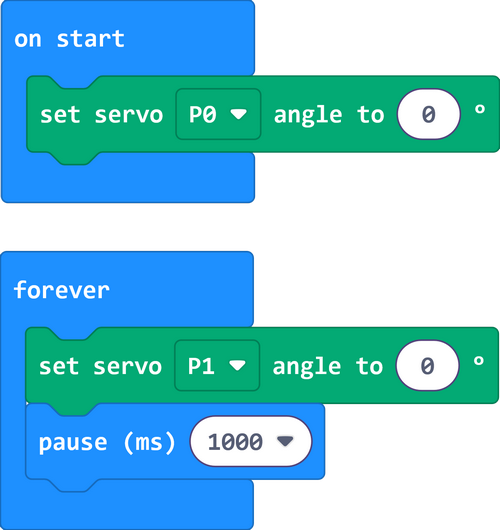 on start
set servo P0 angle to 0 °
forever
set servo P1 angle to 0 °
pause (ms) 1000